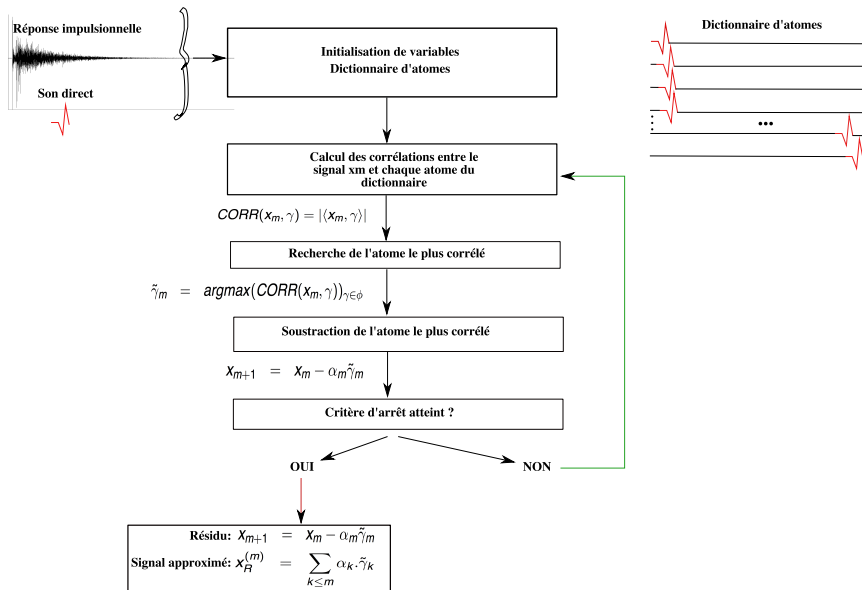 Réponse impulsionnelle
Son direct
Initialisation de variables
Dictionnaire d'atomes
Dictionnaire d'atomes
...
Calcul des corrélations entre le
signal xm et chaque atome du
dictionnaire
CORR(x_m, γ) = |⟨x_m, γ⟩|
Recherche de l'atome le plus corrélé
γ̃_m = argmax(CORR(x_m, γ))_{γ∈ϕ}
Soustraction de l'atome le plus corrélé
x_{m+1} = x_m − α_m γ̃_m
Critère d'arrêt atteint ?
OUI
NON
Résidu: x_{m+1} = x_m − α_m γ̃_m
Signal approximé: x_R^{(m)} = ∑_{k≤m} α_k.γ̃_k